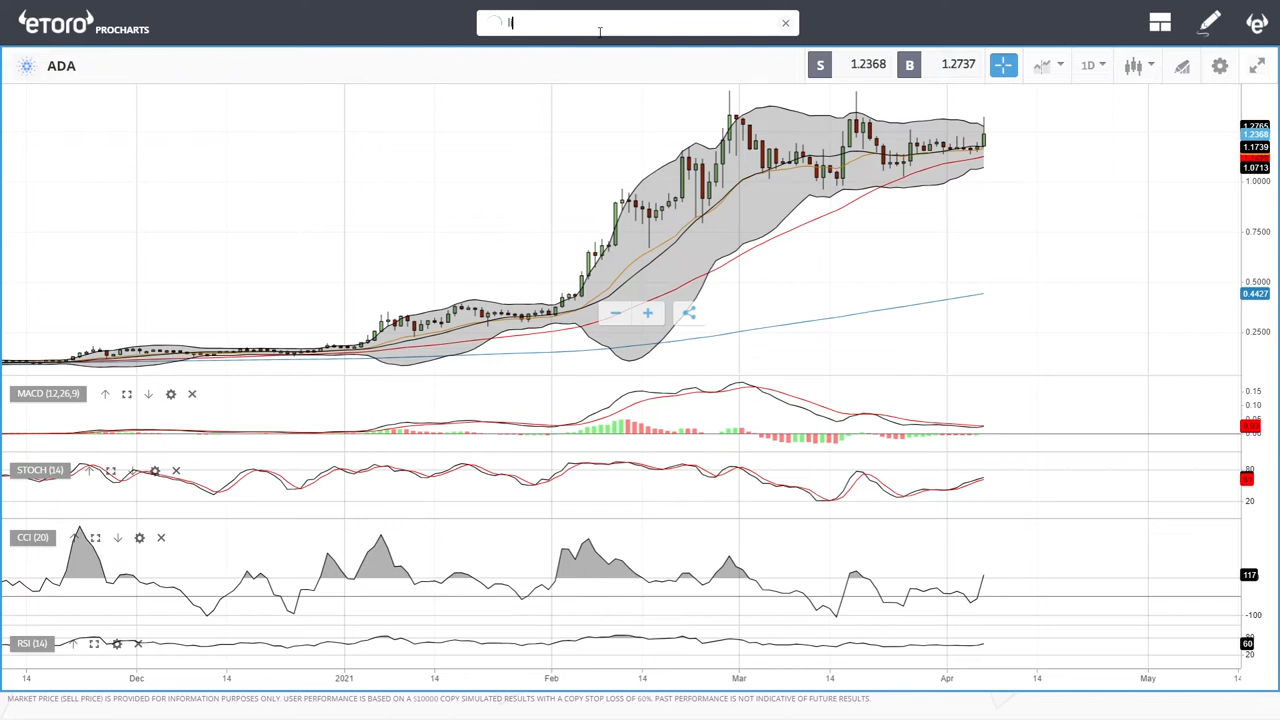 etoro PROCHARTS
ADA
S 1.2368 B 1.2737
1D
1.2765
1.2368
1.1739
1.0713
1.0000
0.7500
0.5000
0.4427
0.2500
MACD (12,26,9)
0.15
0.10
0.05
0.03
STOCH (14)
80
20
CCI (20)
117
-100
RSI (14)
80
60
20
14 Dec 14 2021 14 Feb 14 Mar 14 Apr 14 May 14
MARKET PRICE (SELL PRICE) IS PROVIDED FOR INFORMATION PURPOSES ONLY. USER PERFORMANCE IS BASED ON A $10000 COPY SIMULATED RESULTS WITH A COPY STOP LOSS OF 60%. PAST PERFORMANCE IS NOT INDICATIVE OF FUTURE RESULTS.